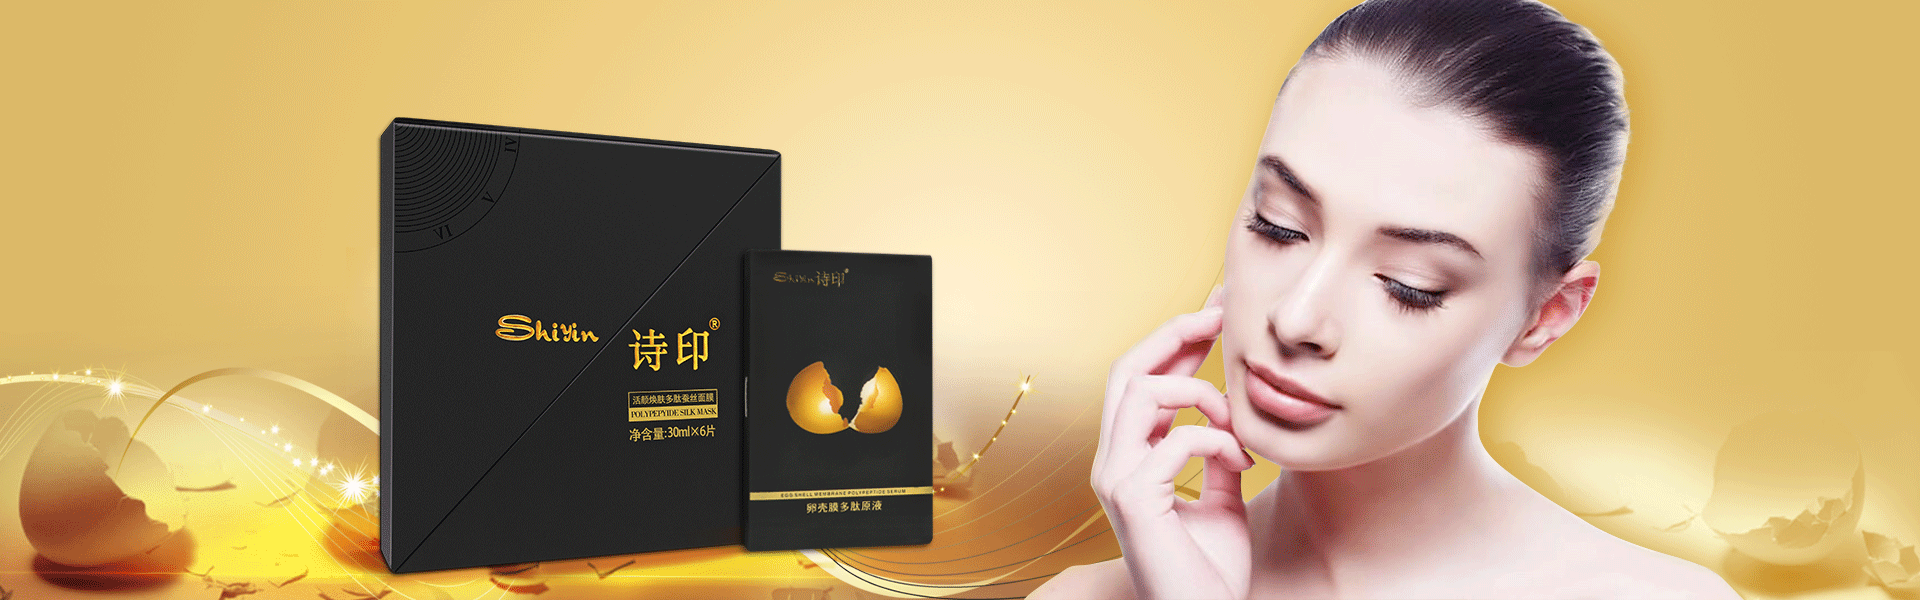 IV
V
VI
Shiyin 诗印®
活颜焕肤多肽蚕丝面膜
POLYPEPYIDE SILK MASK
净含量:30ml×6片
Shiyin诗印®
EGG SHELL MEMBRANE POLYPEPTIDE SERUM
卵壳膜多肽原液